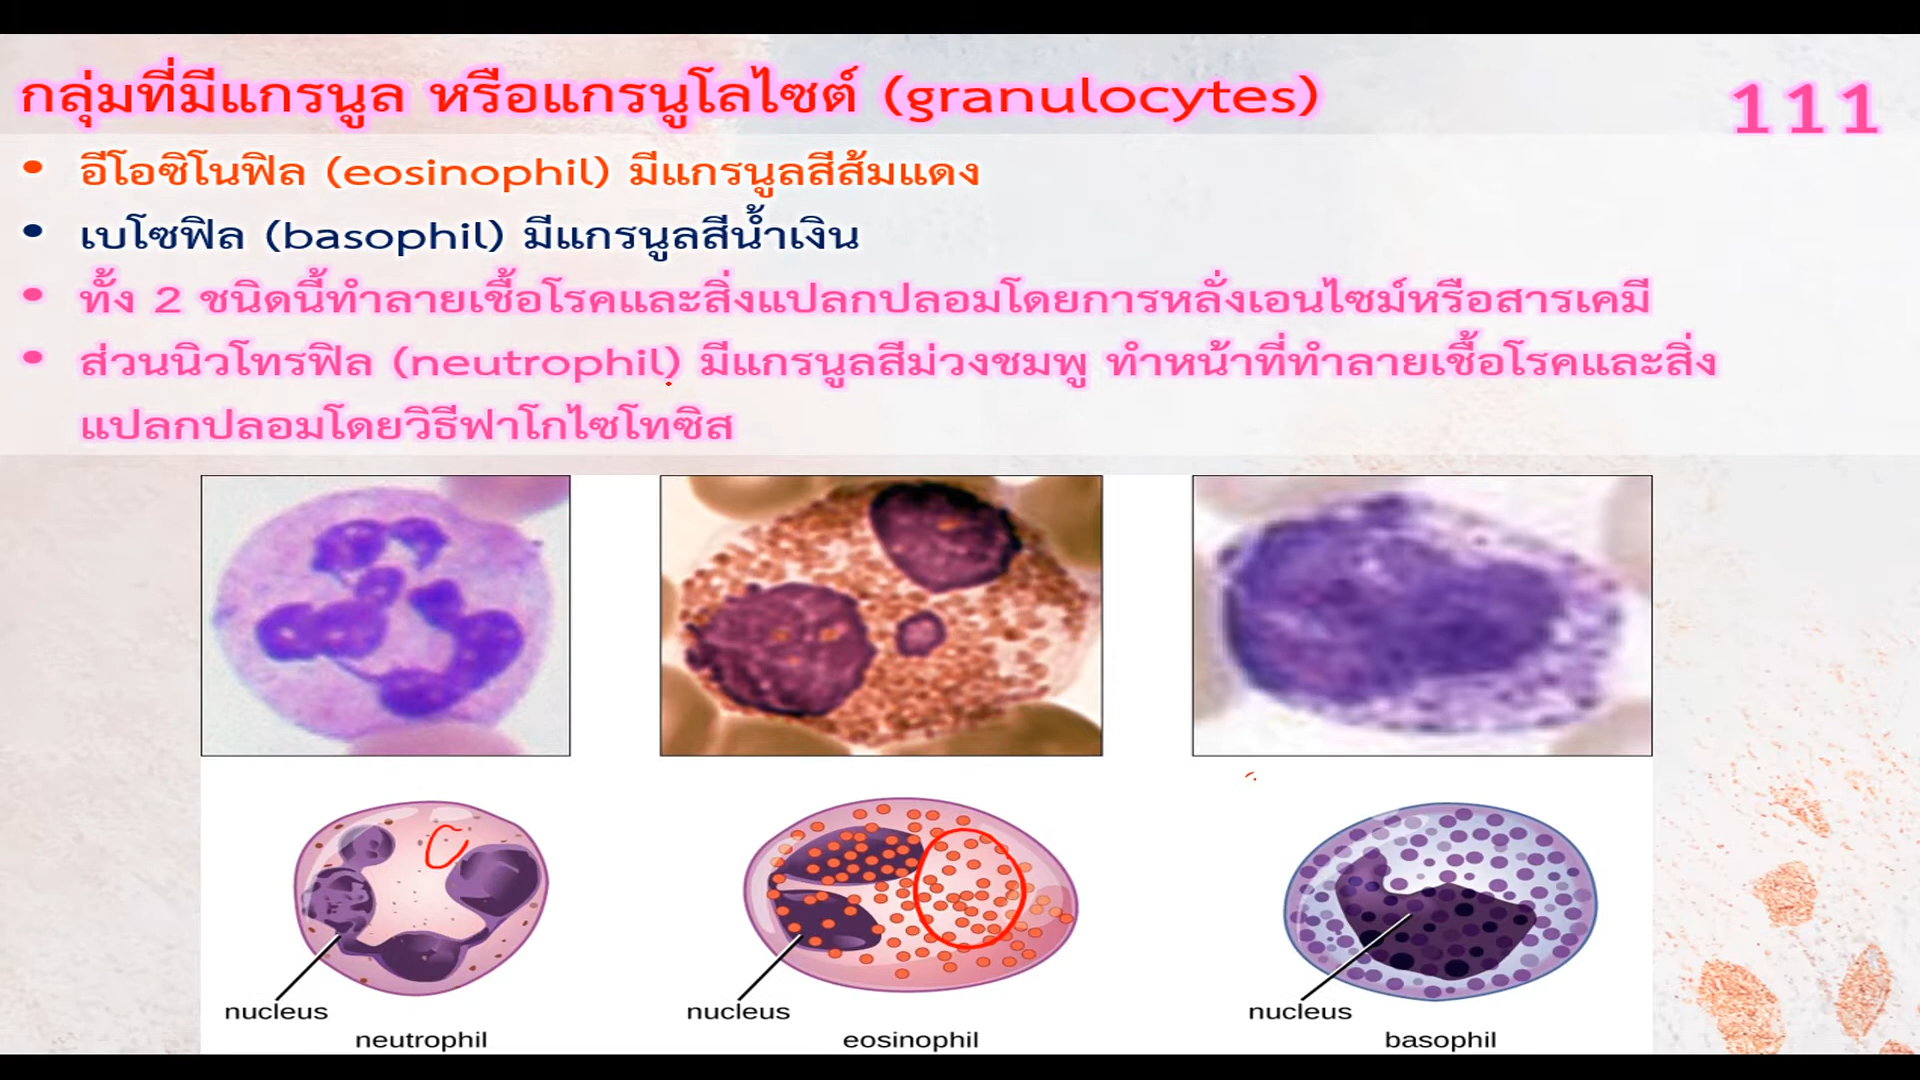 กลุ่มที่มีแกรนูล หรือแกรนูโลไซต์ (granulocytes)
111
• อีโอซิโนฟิล (eosinophil) มีแกรนูลสีส้มแดง
• เบโซฟิล (basophil) มีแกรนูลสีน้ำเงิน
• ทั้ง 2 ชนิดนี้ทำลายเชื้อโรคและสิ่งแปลกปลอมโดยการหลั่งเอนไซม์หรือสารเคมี
• ส่วนนิวโทรฟิล (neutrophil) มีแกรนูลสีม่วงชมพู ทำหน้าที่ทำลายเชื้อโรคและสิ่ง
แปลกปลอมโดยวิธีฟาโกไซโทซิส
nucleus
neutrophil
nucleus
eosinophil
nucleus
basophil